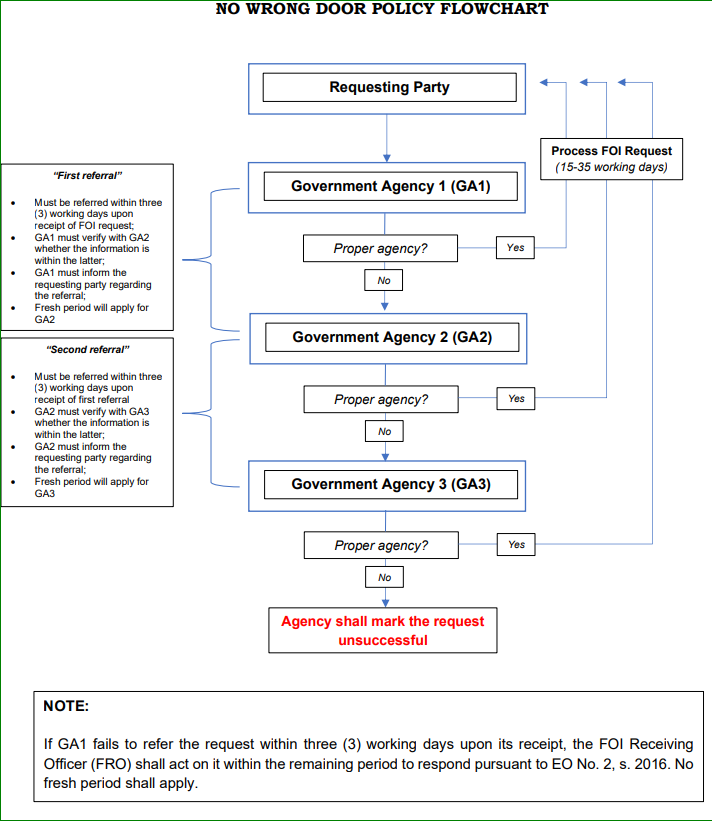 NO WRONG DOOR POLICY FLOWCHART
Requesting Party
Process FOI Request
(15-35 working days)
“First referral”
• Must be referred within three
(3) working days upon
receipt of FOI request;
• GA1 must verify with GA2
whether the information is
within the latter;
• GA1 must inform the
requesting party regarding
the referral;
• Fresh period will apply for
GA2
Government Agency 1 (GA1)
Proper agency?
Yes
No
Government Agency 2 (GA2)
“Second referral”
• Must be referred within three
(3) working days upon
receipt of first referral
• GA2 must verify with GA3
whether the information is
within the latter;
• GA2 must inform the
requesting party regarding
the referral;
• Fresh period will apply for
GA3
Proper agency?
Yes
No
Government Agency 3 (GA3)
Proper agency?
Yes
No
Agency shall mark the request
unsuccessful
NOTE:
If GA1 fails to refer the request within three (3) working days upon its receipt, the FOI Receiving
Officer (FRO) shall act on it within the remaining period to respond pursuant to EO No. 2, s. 2016. No
fresh period shall apply.